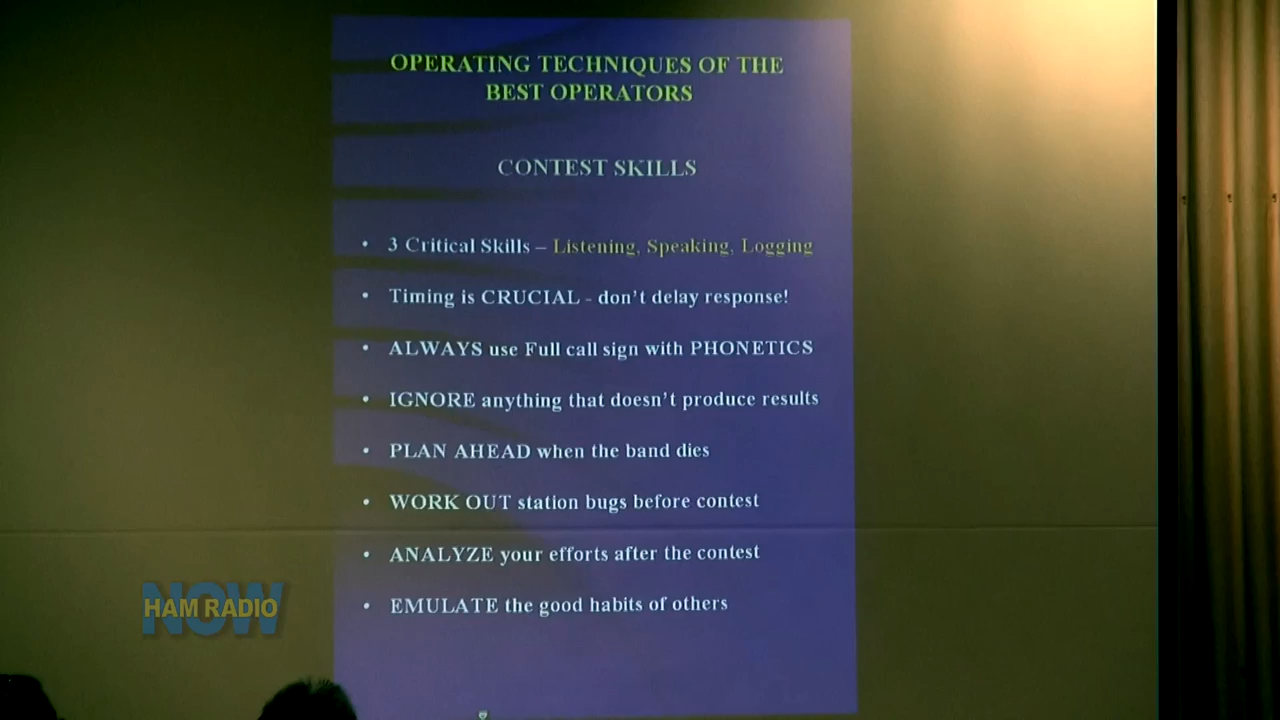 OPERATING TECHNIQUES OF THE
BEST OPERATORS
CONTEST SKILLS
• 3 Critical Skills – Listening, Speaking, Logging
• Timing is CRUCIAL - don't delay response!
• ALWAYS use Full call sign with PHONETICS
• IGNORE anything that doesn't produce results
• PLAN AHEAD when the band dies
• WORK OUT station bugs before contest
• ANALYZE your efforts after the contest
• EMULATE the good habits of others
NOW
HAM RADIO